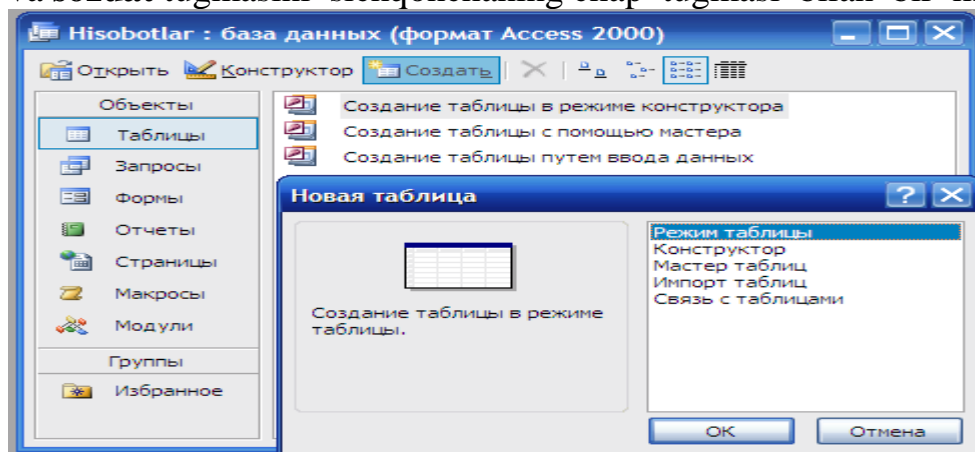 Hisobotlar : база данных (формат Access 2000)
Открыть Конструктор Создать
Объекты
Таблицы
Запросы
Формы
Отчеты
Страницы
Макросы
Модули
Группы
Избранное
Создание таблицы в режиме конструктора
Создание таблицы с помощью мастера
Создание таблицы путем ввода данных
Новая таблица
Создание таблицы в режиме
таблицы.
Режим таблицы
Конструктор
Мастер таблиц
Импорт таблиц
Связь с таблицами
ОК Отмена